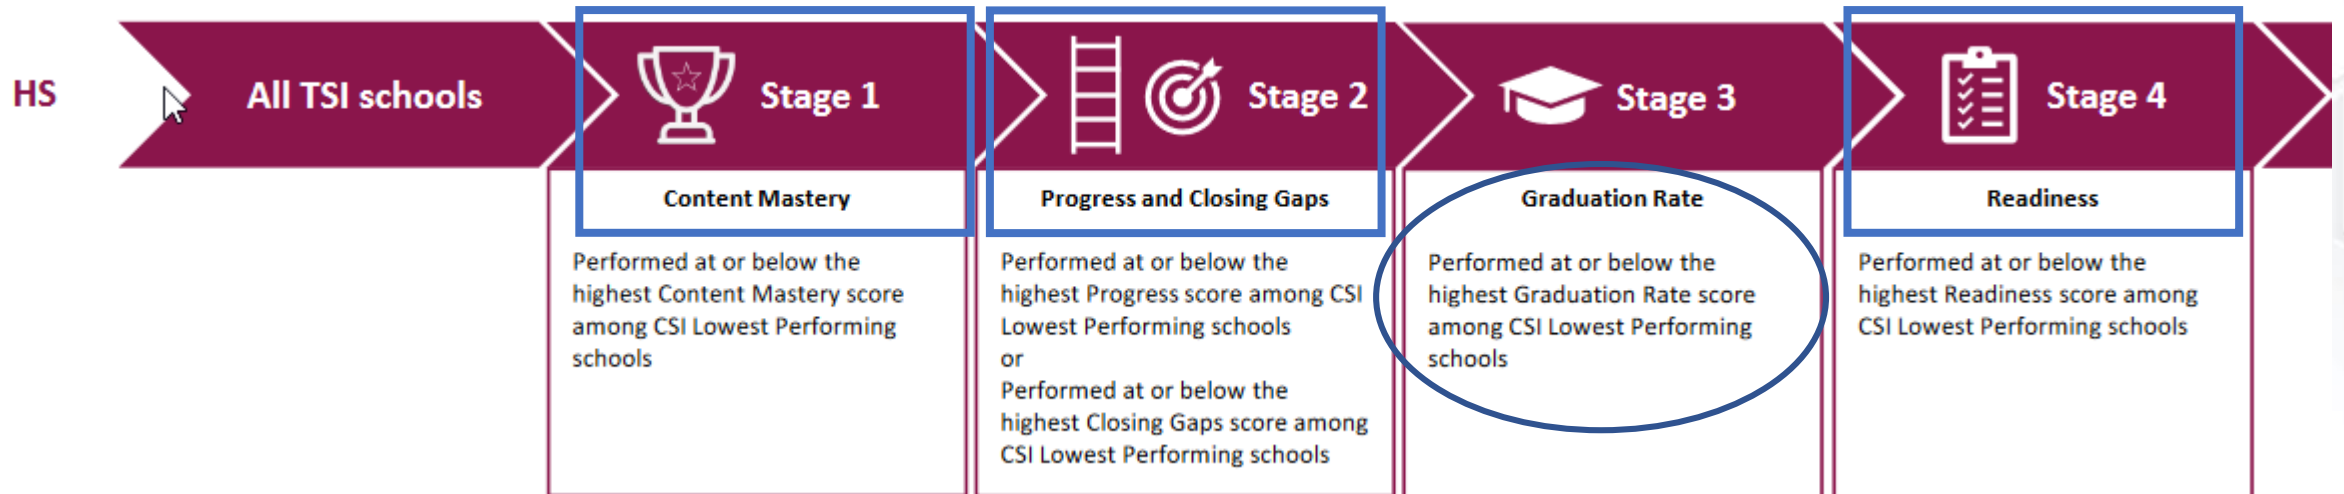 HS
All TSI schools
Stage 1
Stage 2
Stage 3
Stage 4
Content Mastery
Performed at or below the
highest Content Mastery score
among CSI Lowest Performing
schools
Progress and Closing Gaps
Performed at or below the
highest Progress score among CSI
Lowest Performing schools
or
Performed at or below the
highest Closing Gaps score among
CSI Lowest Performing schools
Graduation Rate
Performed at or below the
highest Graduation Rate score
among CSI Lowest Performing
schools
Readiness
Performed at or below the
highest Readiness score among
CSI Lowest Performing schools